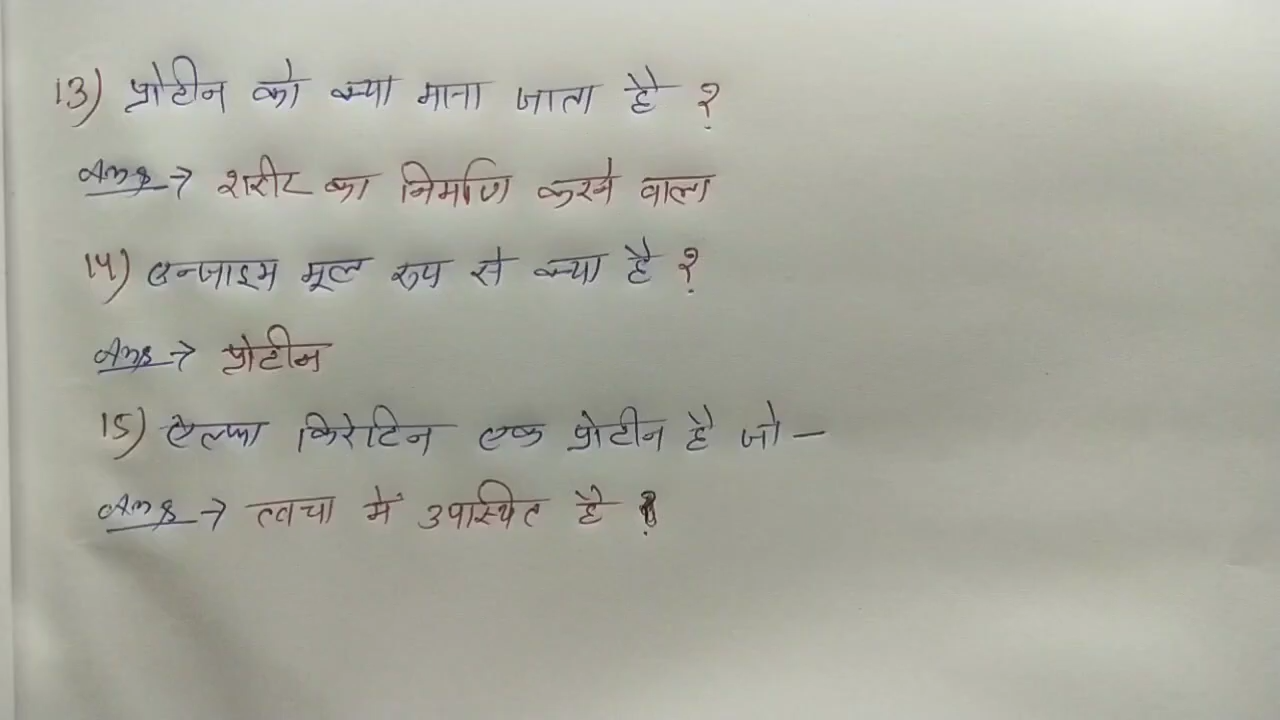 13) प्रोटीन को क्या माना जाता है ?
Ans → शरीर का निर्माण करने वाला
14) एन्जाइम मूल रूप से क्या है ?
Ans → प्रोटीन
15) ऐल्फा किरेटिन एक प्रोटीन है जो –
Ans → त्वचा में उपस्थित है